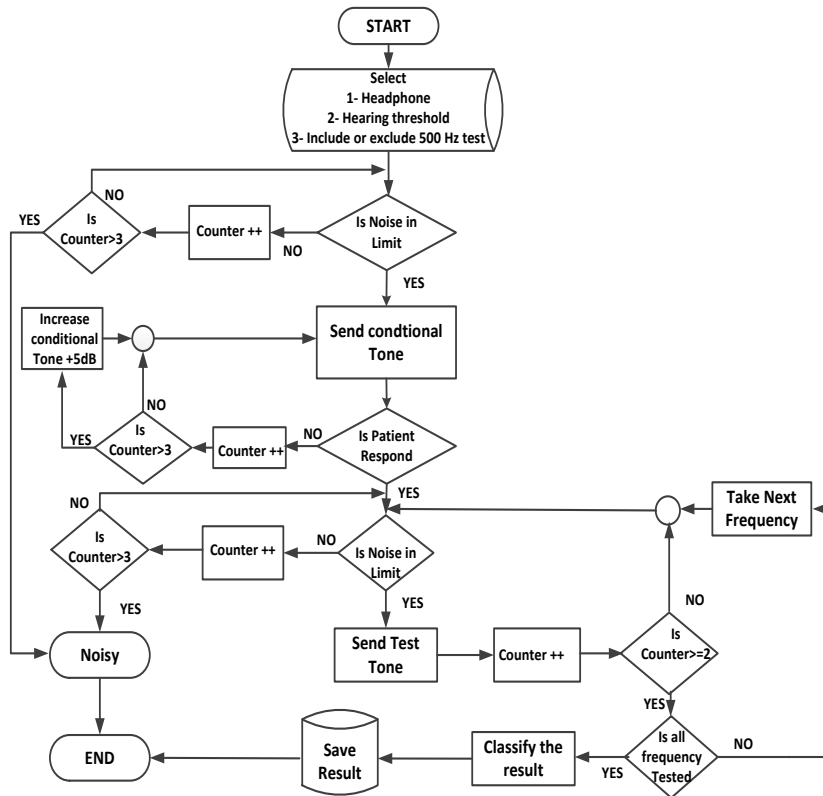 START
Select
1- Headphone
2- Hearing threshold
3- Include or exclude 500 Hz test
NO
YES
Is
Counter>3
Counter ++
NO
Is Noise in
Limit
YES
Increase
conditional
Tone +5dB
Send condtional
Tone
NO
YES
Is
Counter>3
Counter ++
NO
Is Patient
Respond
YES
NO
Is
Counter>3
Counter ++
NO
Is Noise in
Limit
Take Next
Frequency
YES
YES
NO
Noisy
Send Test
Tone
Counter ++
Is
Counter>=2
YES
END
Save
Result
Classify the
result
YES
Is all
frequency
Tested
NO